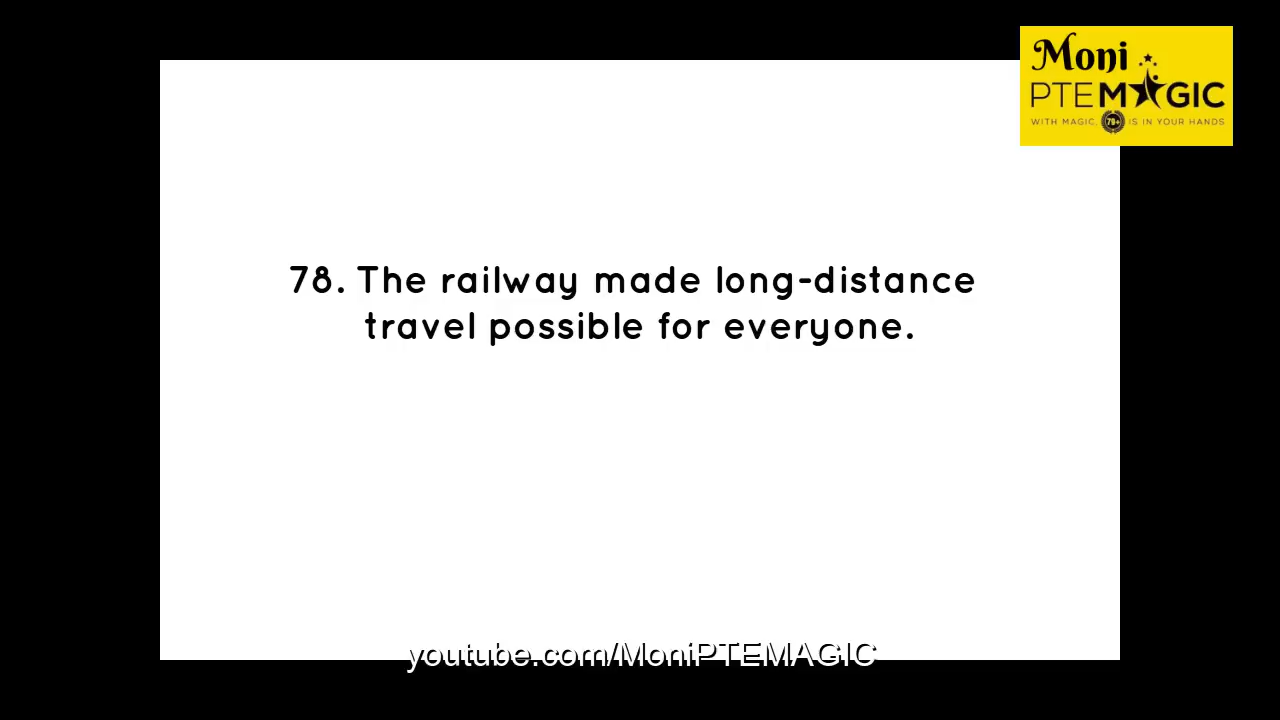 Moni
PTEMAGIC
WITH MAGIC, 79+ IS IN YOUR HANDS
78. The railway made long-distance
travel possible for everyone.
youtube.com/MoniPTEMAGIC